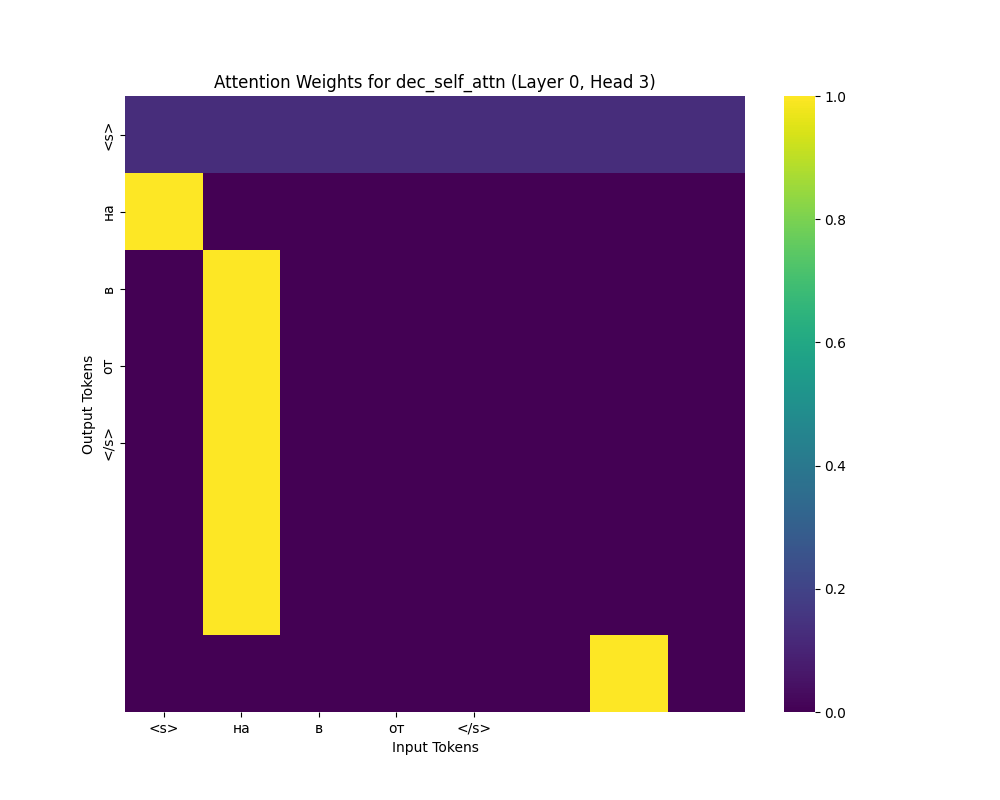 Attention Weights for dec_self_attn (Layer 0, Head 3)
Output Tokens
<s>
на
в
от
</s>
<s>
на
в
от
</s>
Input Tokens
1.0
0.8
0.6
0.4
0.2
0.0